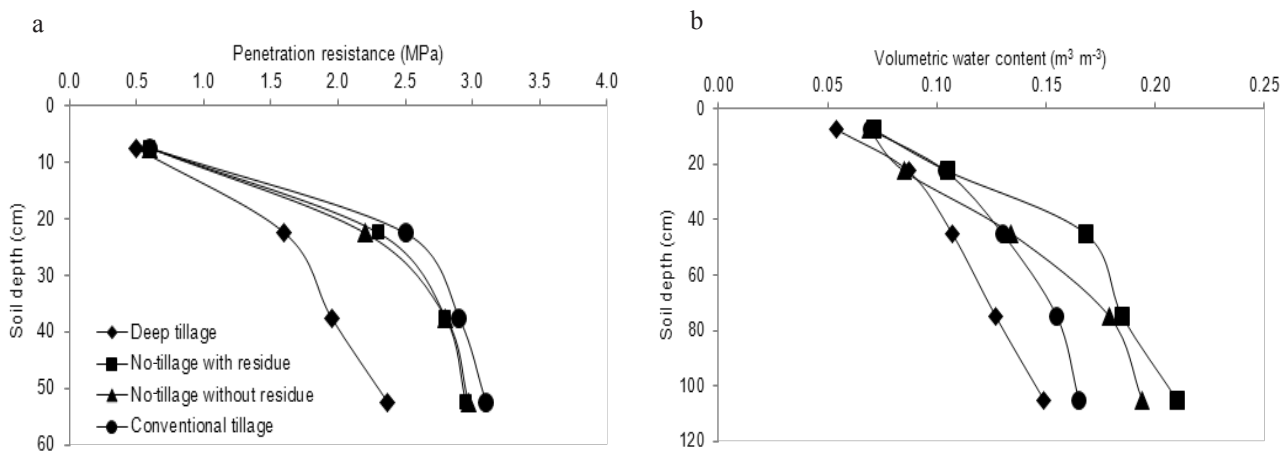 a
Penetration resistance (MPa)
0.0 0.5 1.0 1.5 2.0 2.5 3.0 3.5 4.0
0
10
20
30
40
50
60
Soil depth (cm)
Deep tillage
No-tillage with residue
No-tillage without residue
Conventional tillage
b
Volumetric water content (m³ m⁻³)
0.00 0.05 0.10 0.15 0.20 0.25
0
20
40
60
80
100
120
Soil depth (cm)